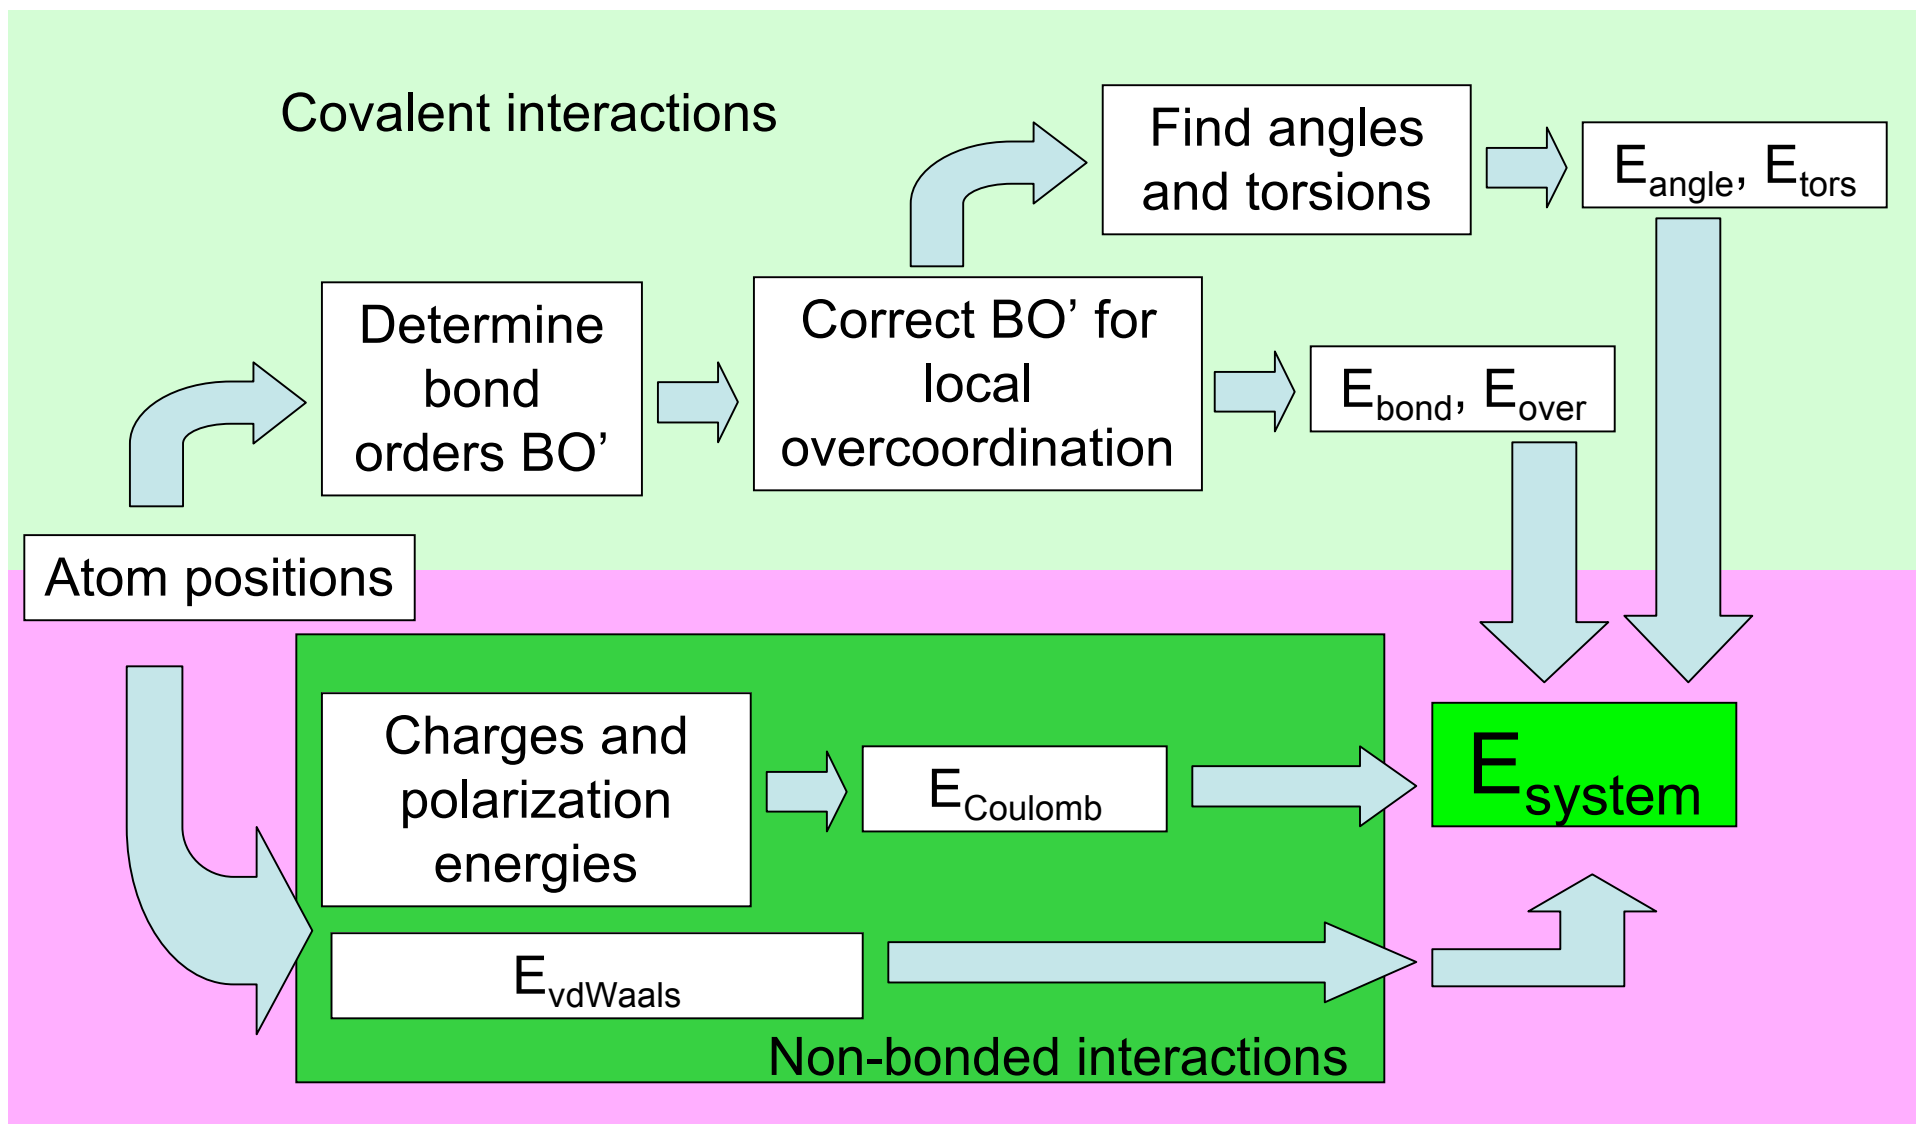 Covalent interactions
Find angles
and torsions
E_angle, E_tors
Determine
bond
orders BO’
Correct BO’ for
local
overcoordination
E_bond, E_over
Atom positions
Charges and
polarization
energies
E_Coulomb
E_system
E_vdWaals
Non-bonded interactions